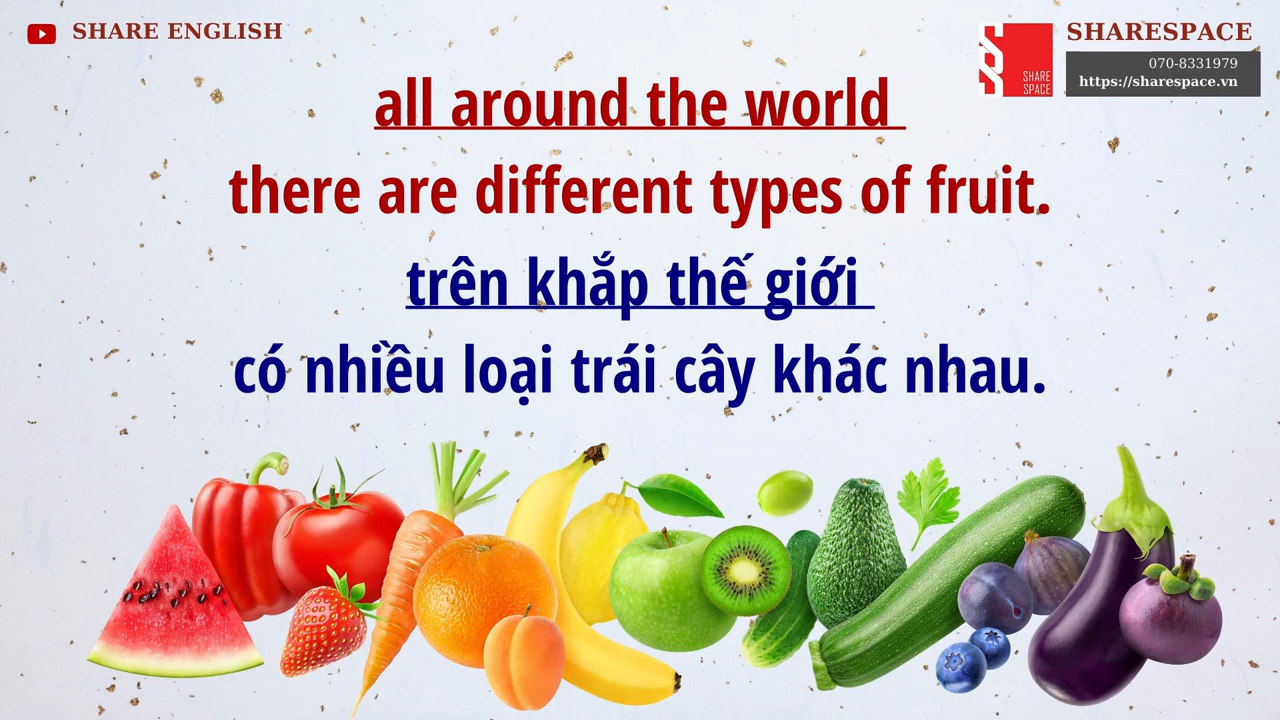 SHARE ENGLISH
SHARESPACE
070-8331979
https://sharespace.vn
SHARE
SPACE
all around the world
there are different types of fruit.
trên khắp thế giới
có nhiều loại trái cây khác nhau.